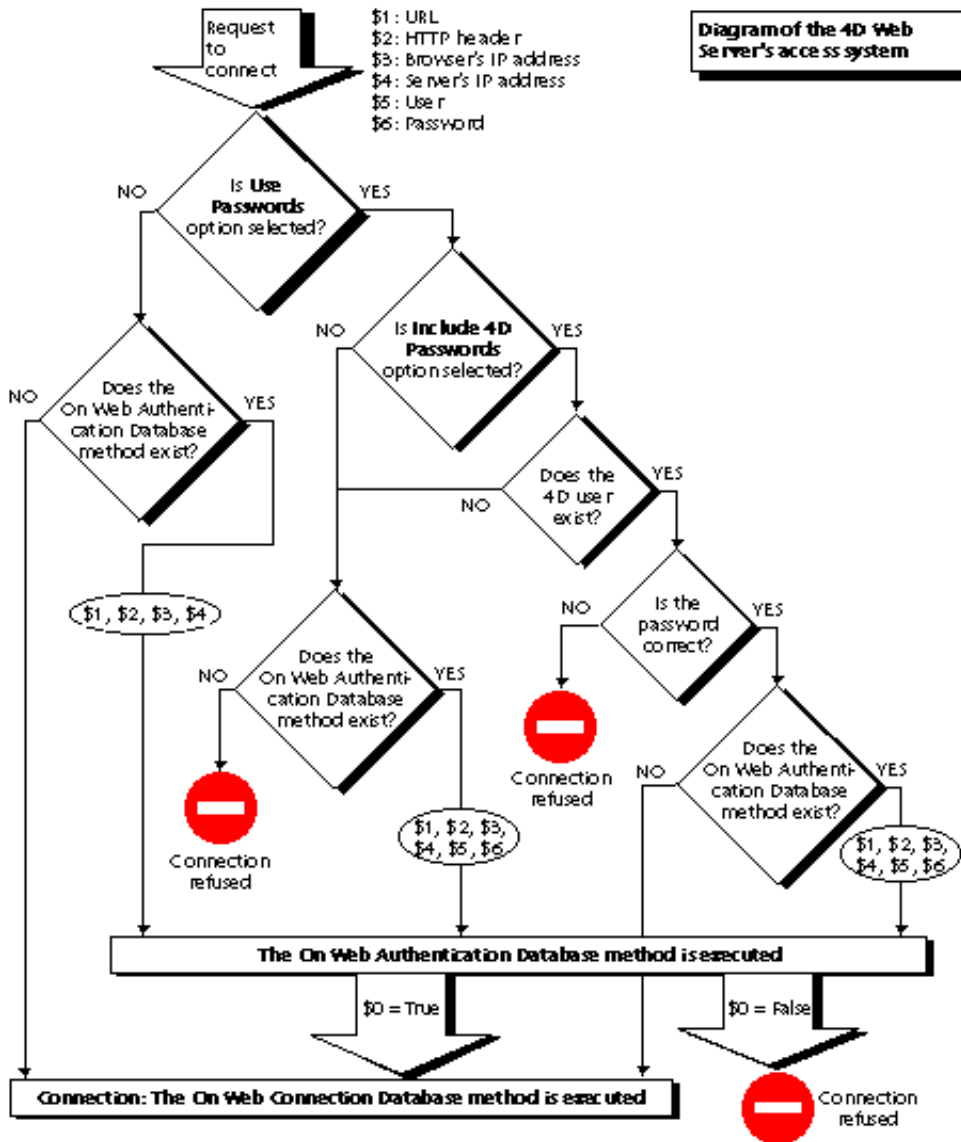 Request
to
connect
$1: URL
$2: HTTP header
$3: Browser's IP address
$4: Server's IP address
$5: User
$6: Password
Diagram of the 4D Web
Server's access system
NO
Is Use
Passwords
option selected?
YES
NO
Is Include 4D
Passwords
option selected?
YES
NO
Does the
On Web Authenti-
cation Database
method exist?
YES
NO
Does the
4D user
exist?
YES
$1, $2, $3, $4
NO
Is the
password
correct?
YES
NO
Does the
On Web Authenti-
cation Database
method exist?
YES
Connection
refused
NO
Does the
On Web Authenti-
cation Database
method exist?
YES
Connection
refused
$1, $2, $3,
$4, $5, $6
$1, $2, $3,
$4, $5, $6
The On Web Authentication Database method is executed
$0 = True
$0 = False
Connection: The On Web Connection Database method is executed
Connection
refused